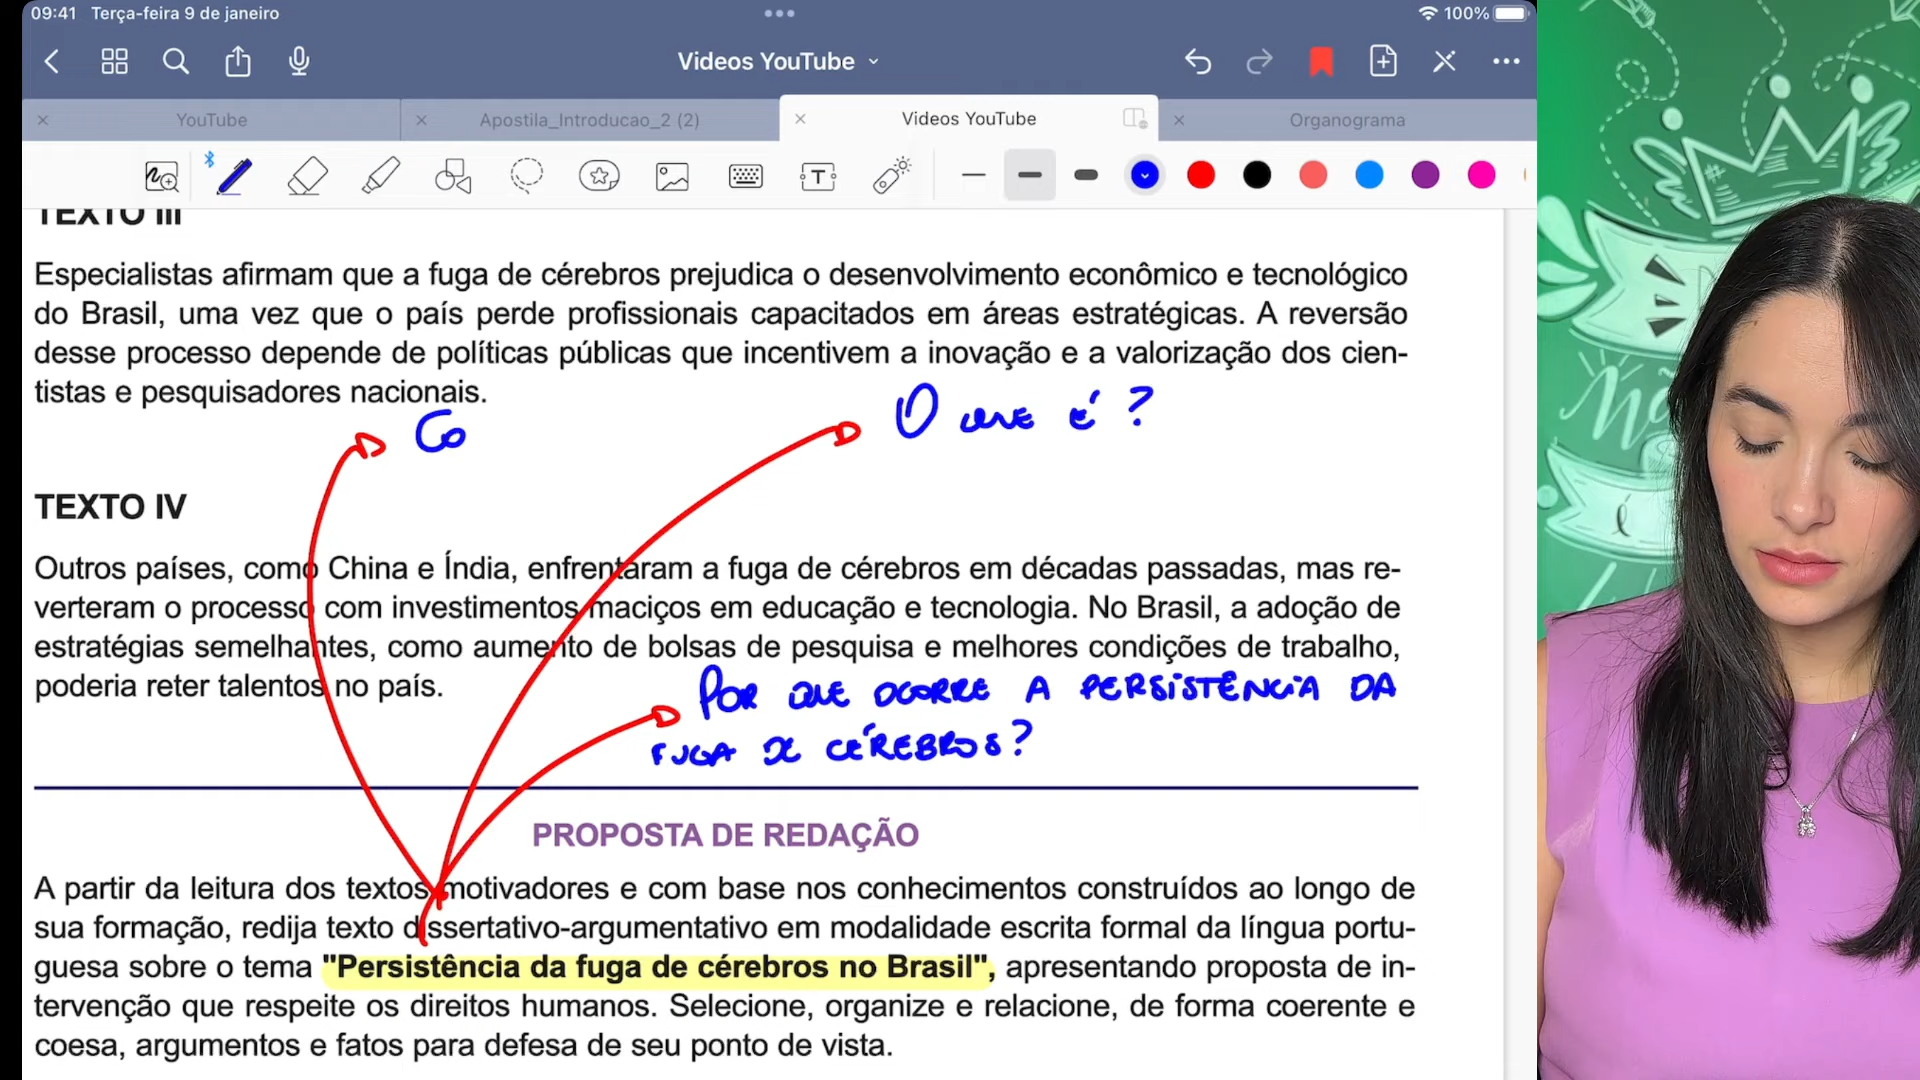 09:41 Terça-feira 9 de janeiro
100%
Videos YouTube
YouTube
Apostila_Introducao_2 (2)
Videos YouTube
Organograma
TEXTO III
Especialistas afirmam que a fuga de cérebros prejudica o desenvolvimento econômico e tecnológico
do Brasil, uma vez que o país perde profissionais capacitados em áreas estratégicas. A reversão
desse processo depende de políticas públicas que incentivem a inovação e a valorização dos cien-
tistas e pesquisadores nacionais.
Co
O QUE É ?
TEXTO IV
Outros países, como China e Índia, enfrentaram a fuga de cérebros em décadas passadas, mas re-
verteram o processo com investimentos maciços em educação e tecnologia. No Brasil, a adoção de
estratégias semelhantes, como aumento de bolsas de pesquisa e melhores condições de trabalho,
poderia reter talentos no país.
POR QUE OCORRE A PERSISTÊNCIA DA
FUGA DE CÉREBROS?
PROPOSTA DE REDAÇÃO
A partir da leitura dos textos motivadores e com base nos conhecimentos construídos ao longo de
sua formação, redija texto dissertativo-argumentativo em modalidade escrita formal da língua portu-
guesa sobre o tema "Persistência da fuga de cérebros no Brasil", apresentando proposta de in-
tervenção que respeite os direitos humanos. Selecione, organize e relacione, de forma coerente e
coesa, argumentos e fatos para defesa de seu ponto de vista.